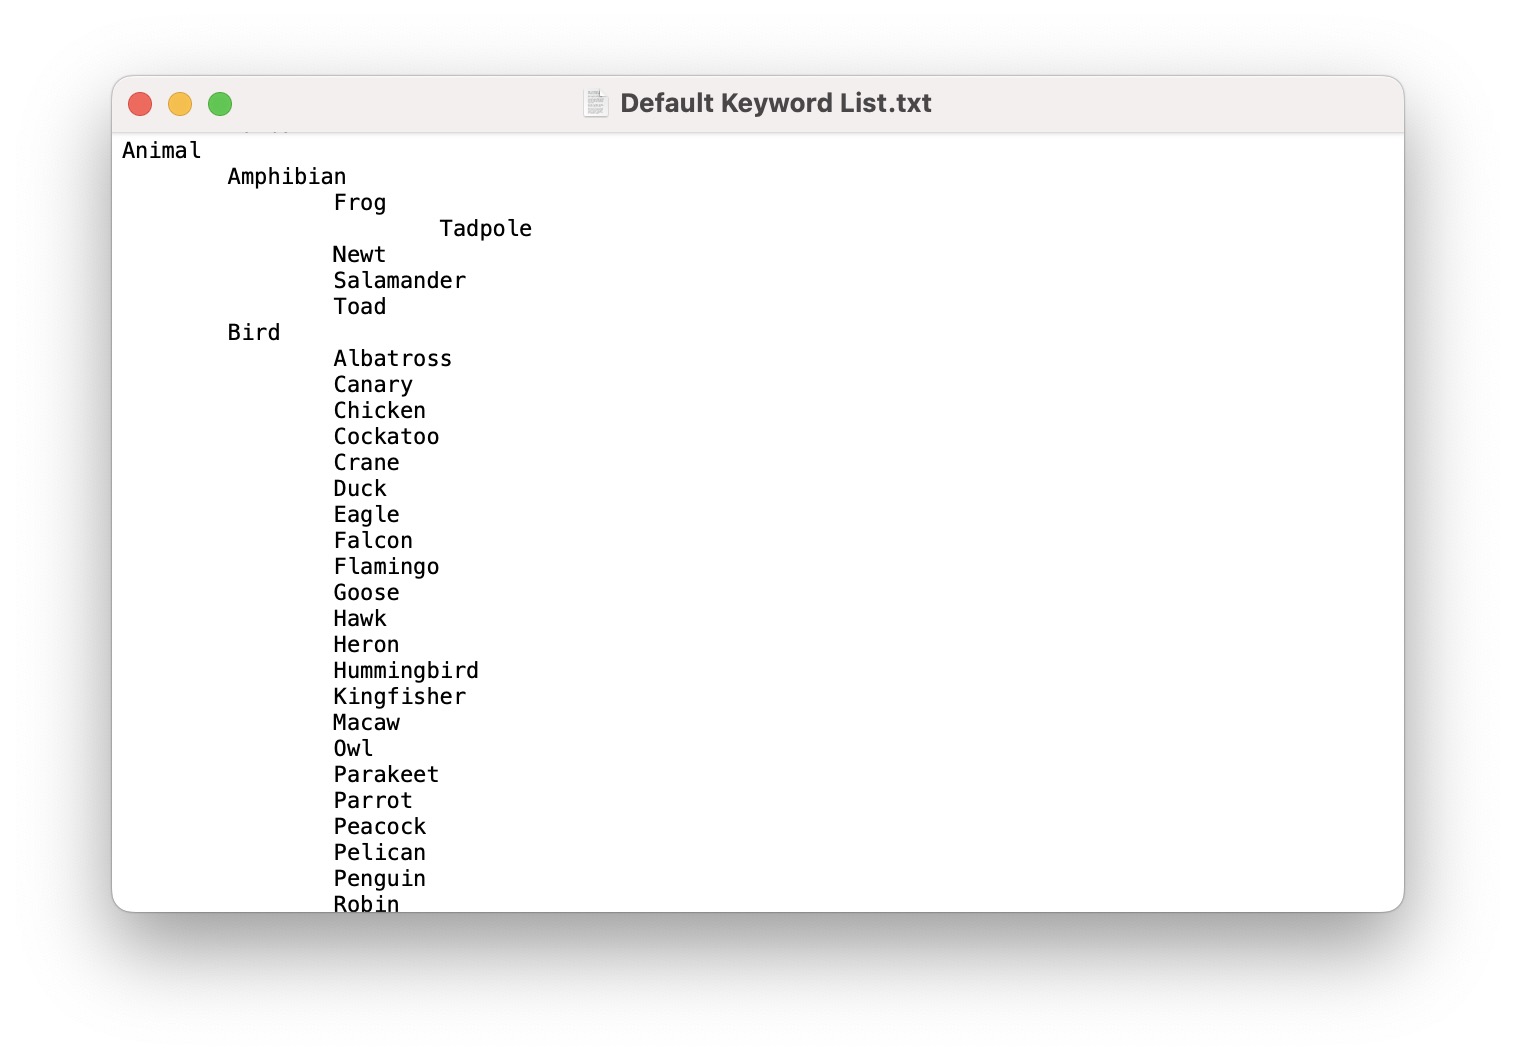 Default Keyword List.txt
Animal
	Amphibian
		Frog
			Tadpole
		Newt
		Salamander
		Toad
	Bird
		Albatross
		Canary
		Chicken
		Cockatoo
		Crane
		Duck
		Eagle
		Falcon
		Flamingo
		Goose
		Hawk
		Heron
		Hummingbird
		Kingfisher
		Macaw
		Owl
		Parakeet
		Parrot
		Peacock
		Pelican
		Penguin
		Robin